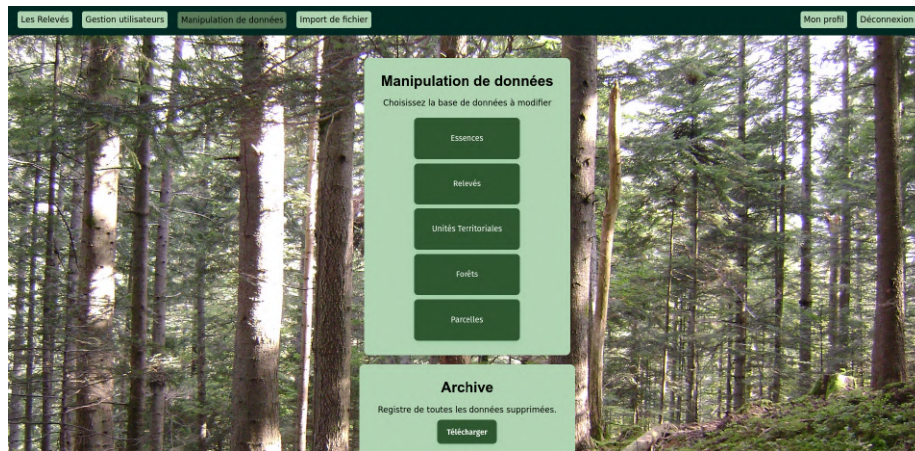 Les Relevés Gestion utilisateurs Manipulation de données Import de fichier Mon profil Déconnexion
Manipulation de données
Choisissez la base de données à modifier
Essences
Relevés
Unités Territoriales
Forêts
Parcelles
Archive
Registre de toutes les données supprimées.
Télécharger